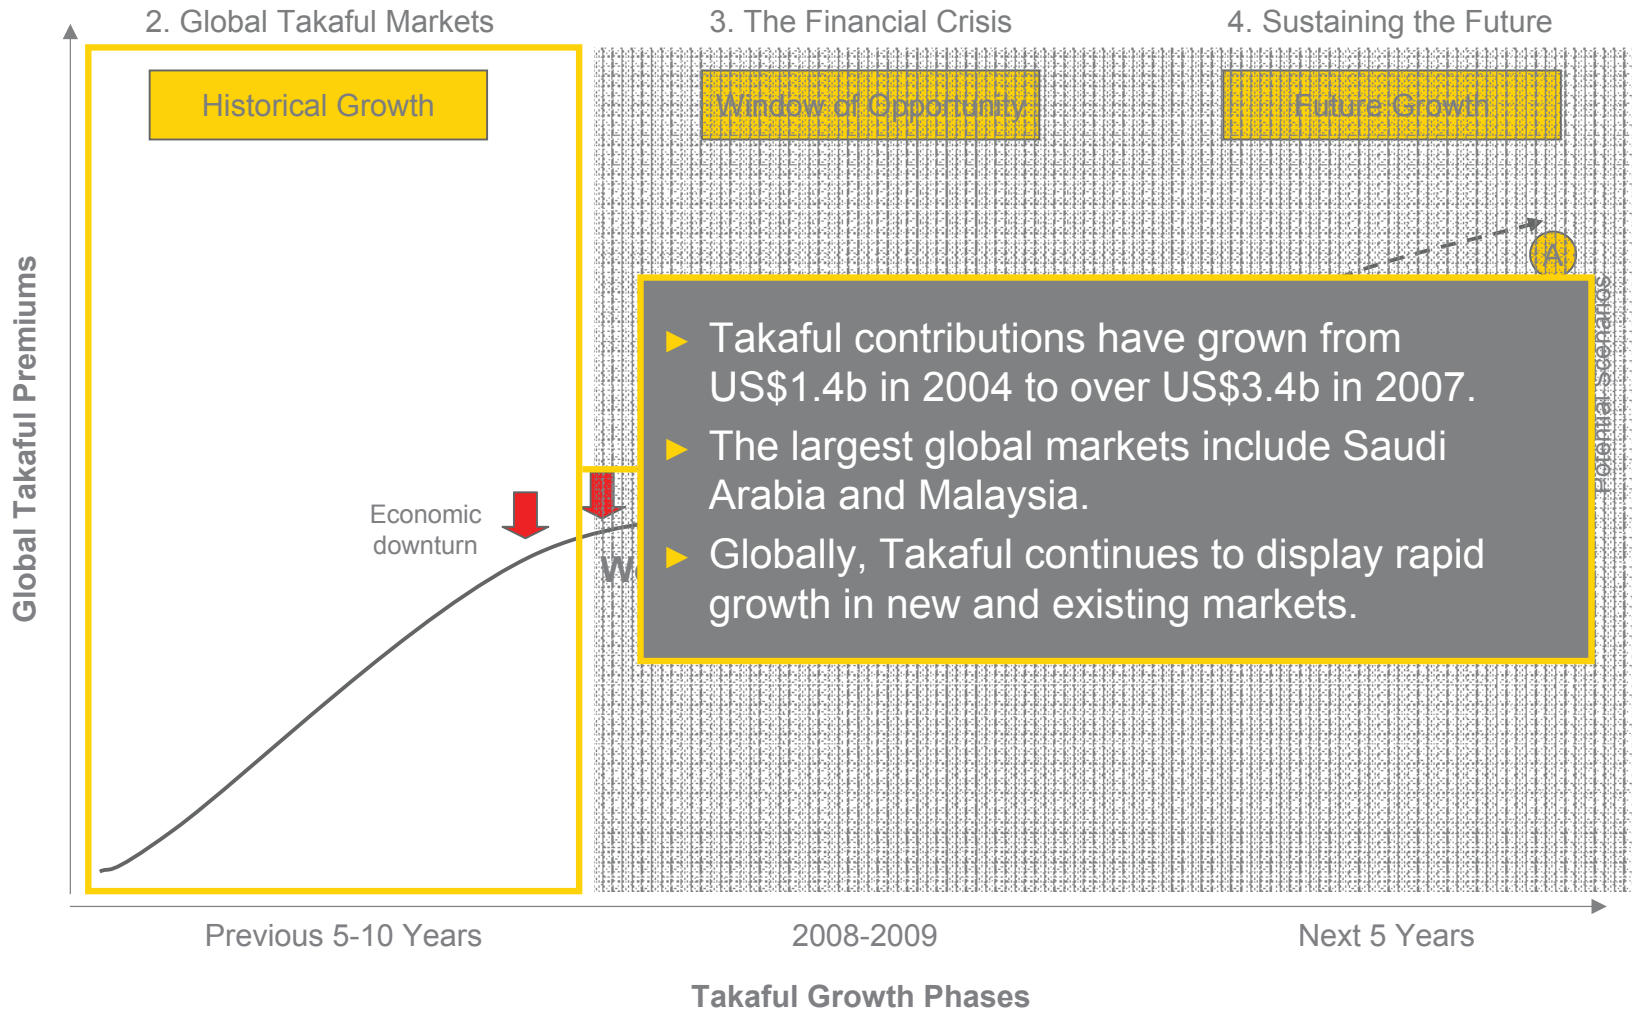 2. Global Takaful Markets
3. The Financial Crisis
4. Sustaining the Future
Historical Growth
Window of Opportunity
Future Growth
Global Takaful Premiums
A
Potential Scenarios
► Takaful contributions have grown from
US$1.4b in 2004 to over US$3.4b in 2007.
► The largest global markets include Saudi
Arabia and Malaysia.
► Globally, Takaful continues to display rapid
growth in new and existing markets.
Economic
downturn
Previous 5-10 Years
2008-2009
Next 5 Years
Takaful Growth Phases